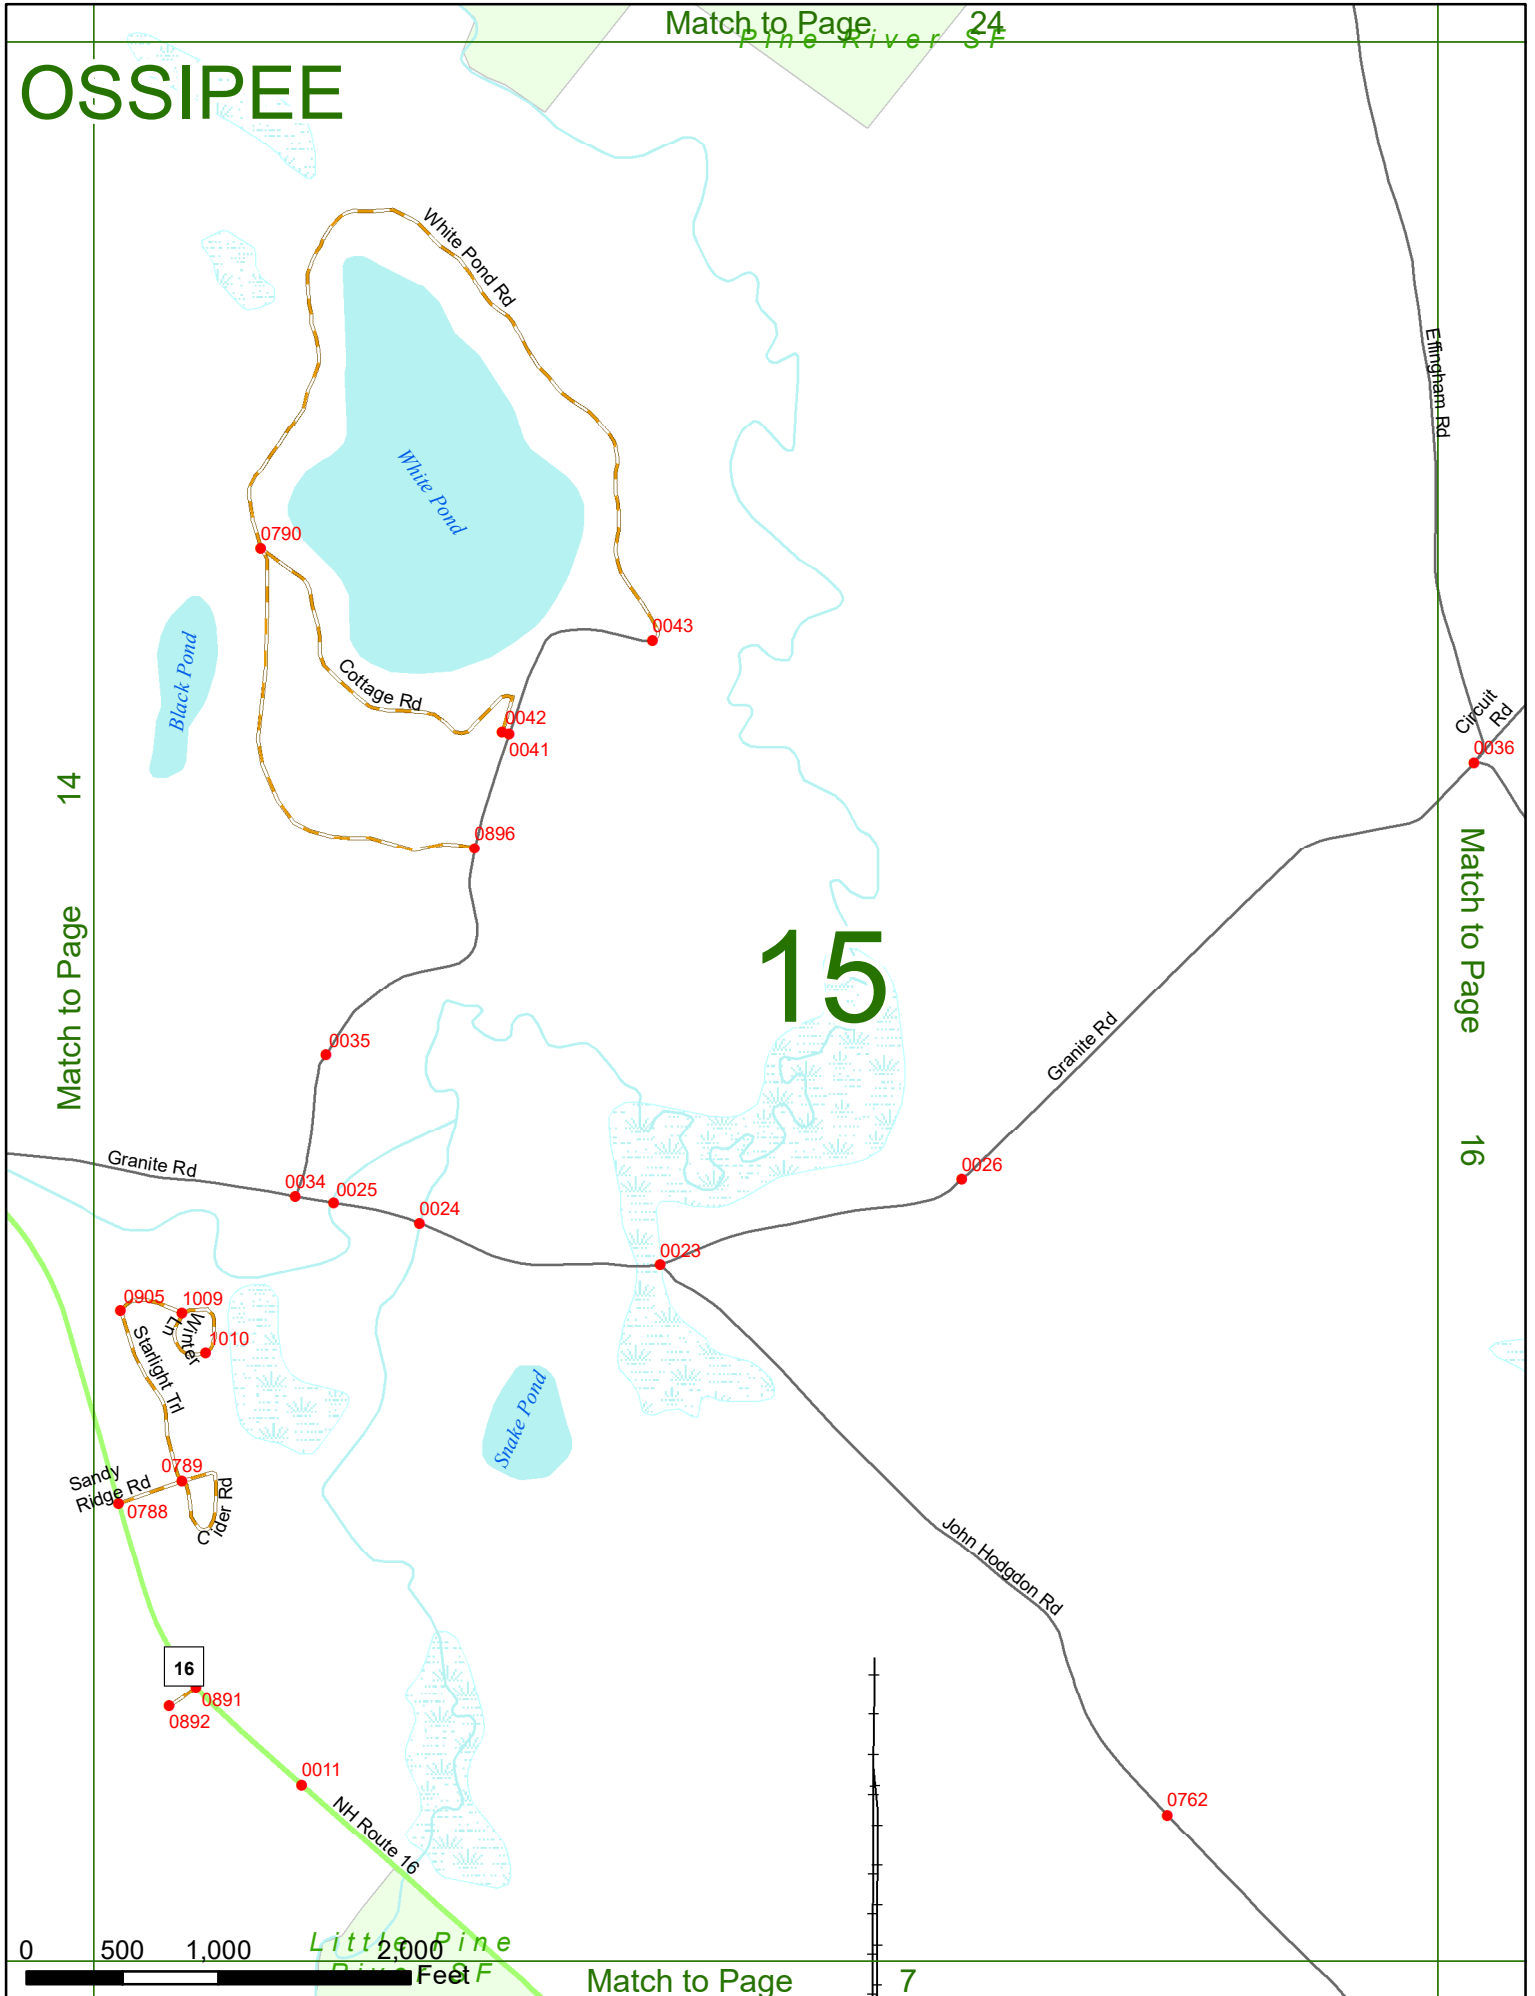 Match to Page 24
Pine River SF
OSSIPEE
White Pond Rd
Effingham Rd
White Pond
0790
0043
Black Pond
Cottage Rd
0042
0041
Circuit
Rd
0036
14
Match to Page
0896
Match to Page
16
15
0035
Granite Rd
Granite Rd
0034
0025
0024
0026
0023
0905
1009
Winter
Ln
1010
Starlight Trl
Snake Pond
Sandy
Ridge Rd
0789
0788
Cider Rd
John Hodgdon Rd
16
0891
0892
0011
NH Route 16
0762
Little Pine
River SF
0 500 1,000 2,000
Feet
Match to Page 7